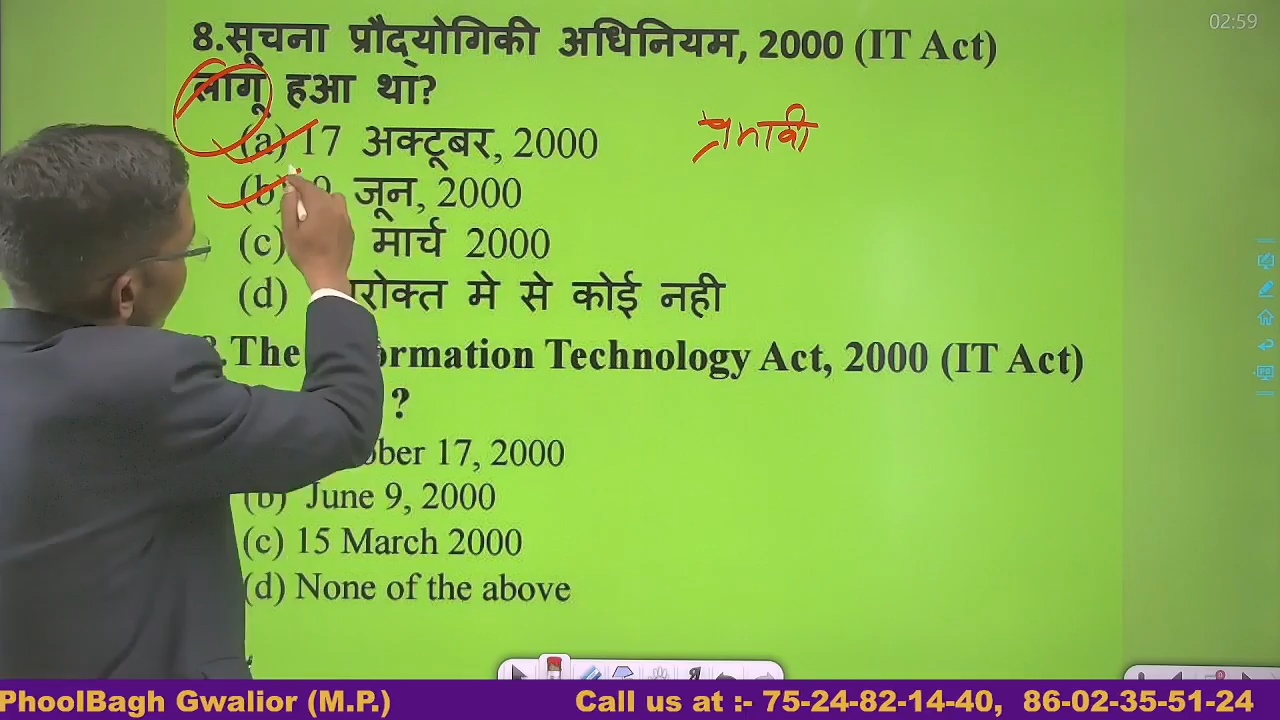 02:59
8.सूचना प्रौद्योगिकी अधिनियम, 2000 (IT Act)
लागू हुआ था?
(a) 17 अक्टूबर, 2000
प्रभावी
(b) 9 जून, 2000
(c) मार्च 2000
(d) मे से कोई नही
.The Technology Act, 2000 (IT Act)
?
17, 2000
(b) June 9, 2000
(c) 15 March 2000
(d) None of the above
PhoolBagh Gwalior (M.P.) Call us at :- 75-24-82-14-40, 86-02-35-51-24